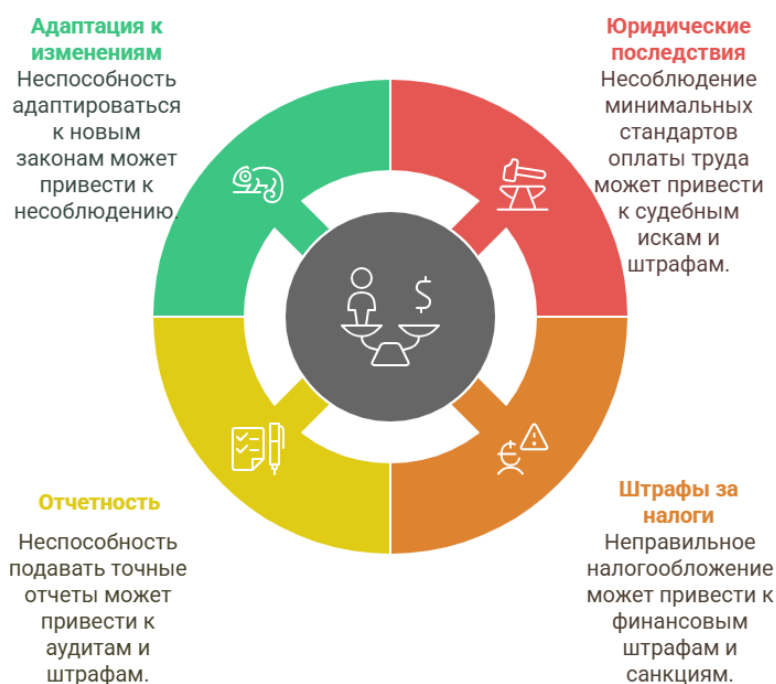 Адаптация к
изменениям
Неспособность
адаптироваться
к новым
законам может
привести к
несоблюдению.
Юридические
последствия
Несоблюдение
минимальных
стандартов
оплаты труда
может привести
к судебным
искам и
штрафам.
$
Отчетность
Неспособность
подавать точные
отчеты может
привести к
аудитам и
штрафам.
Штрафы за
налоги
Неправильное
налогообложение
может привести к
финансовым
штрафам и
санкциям.